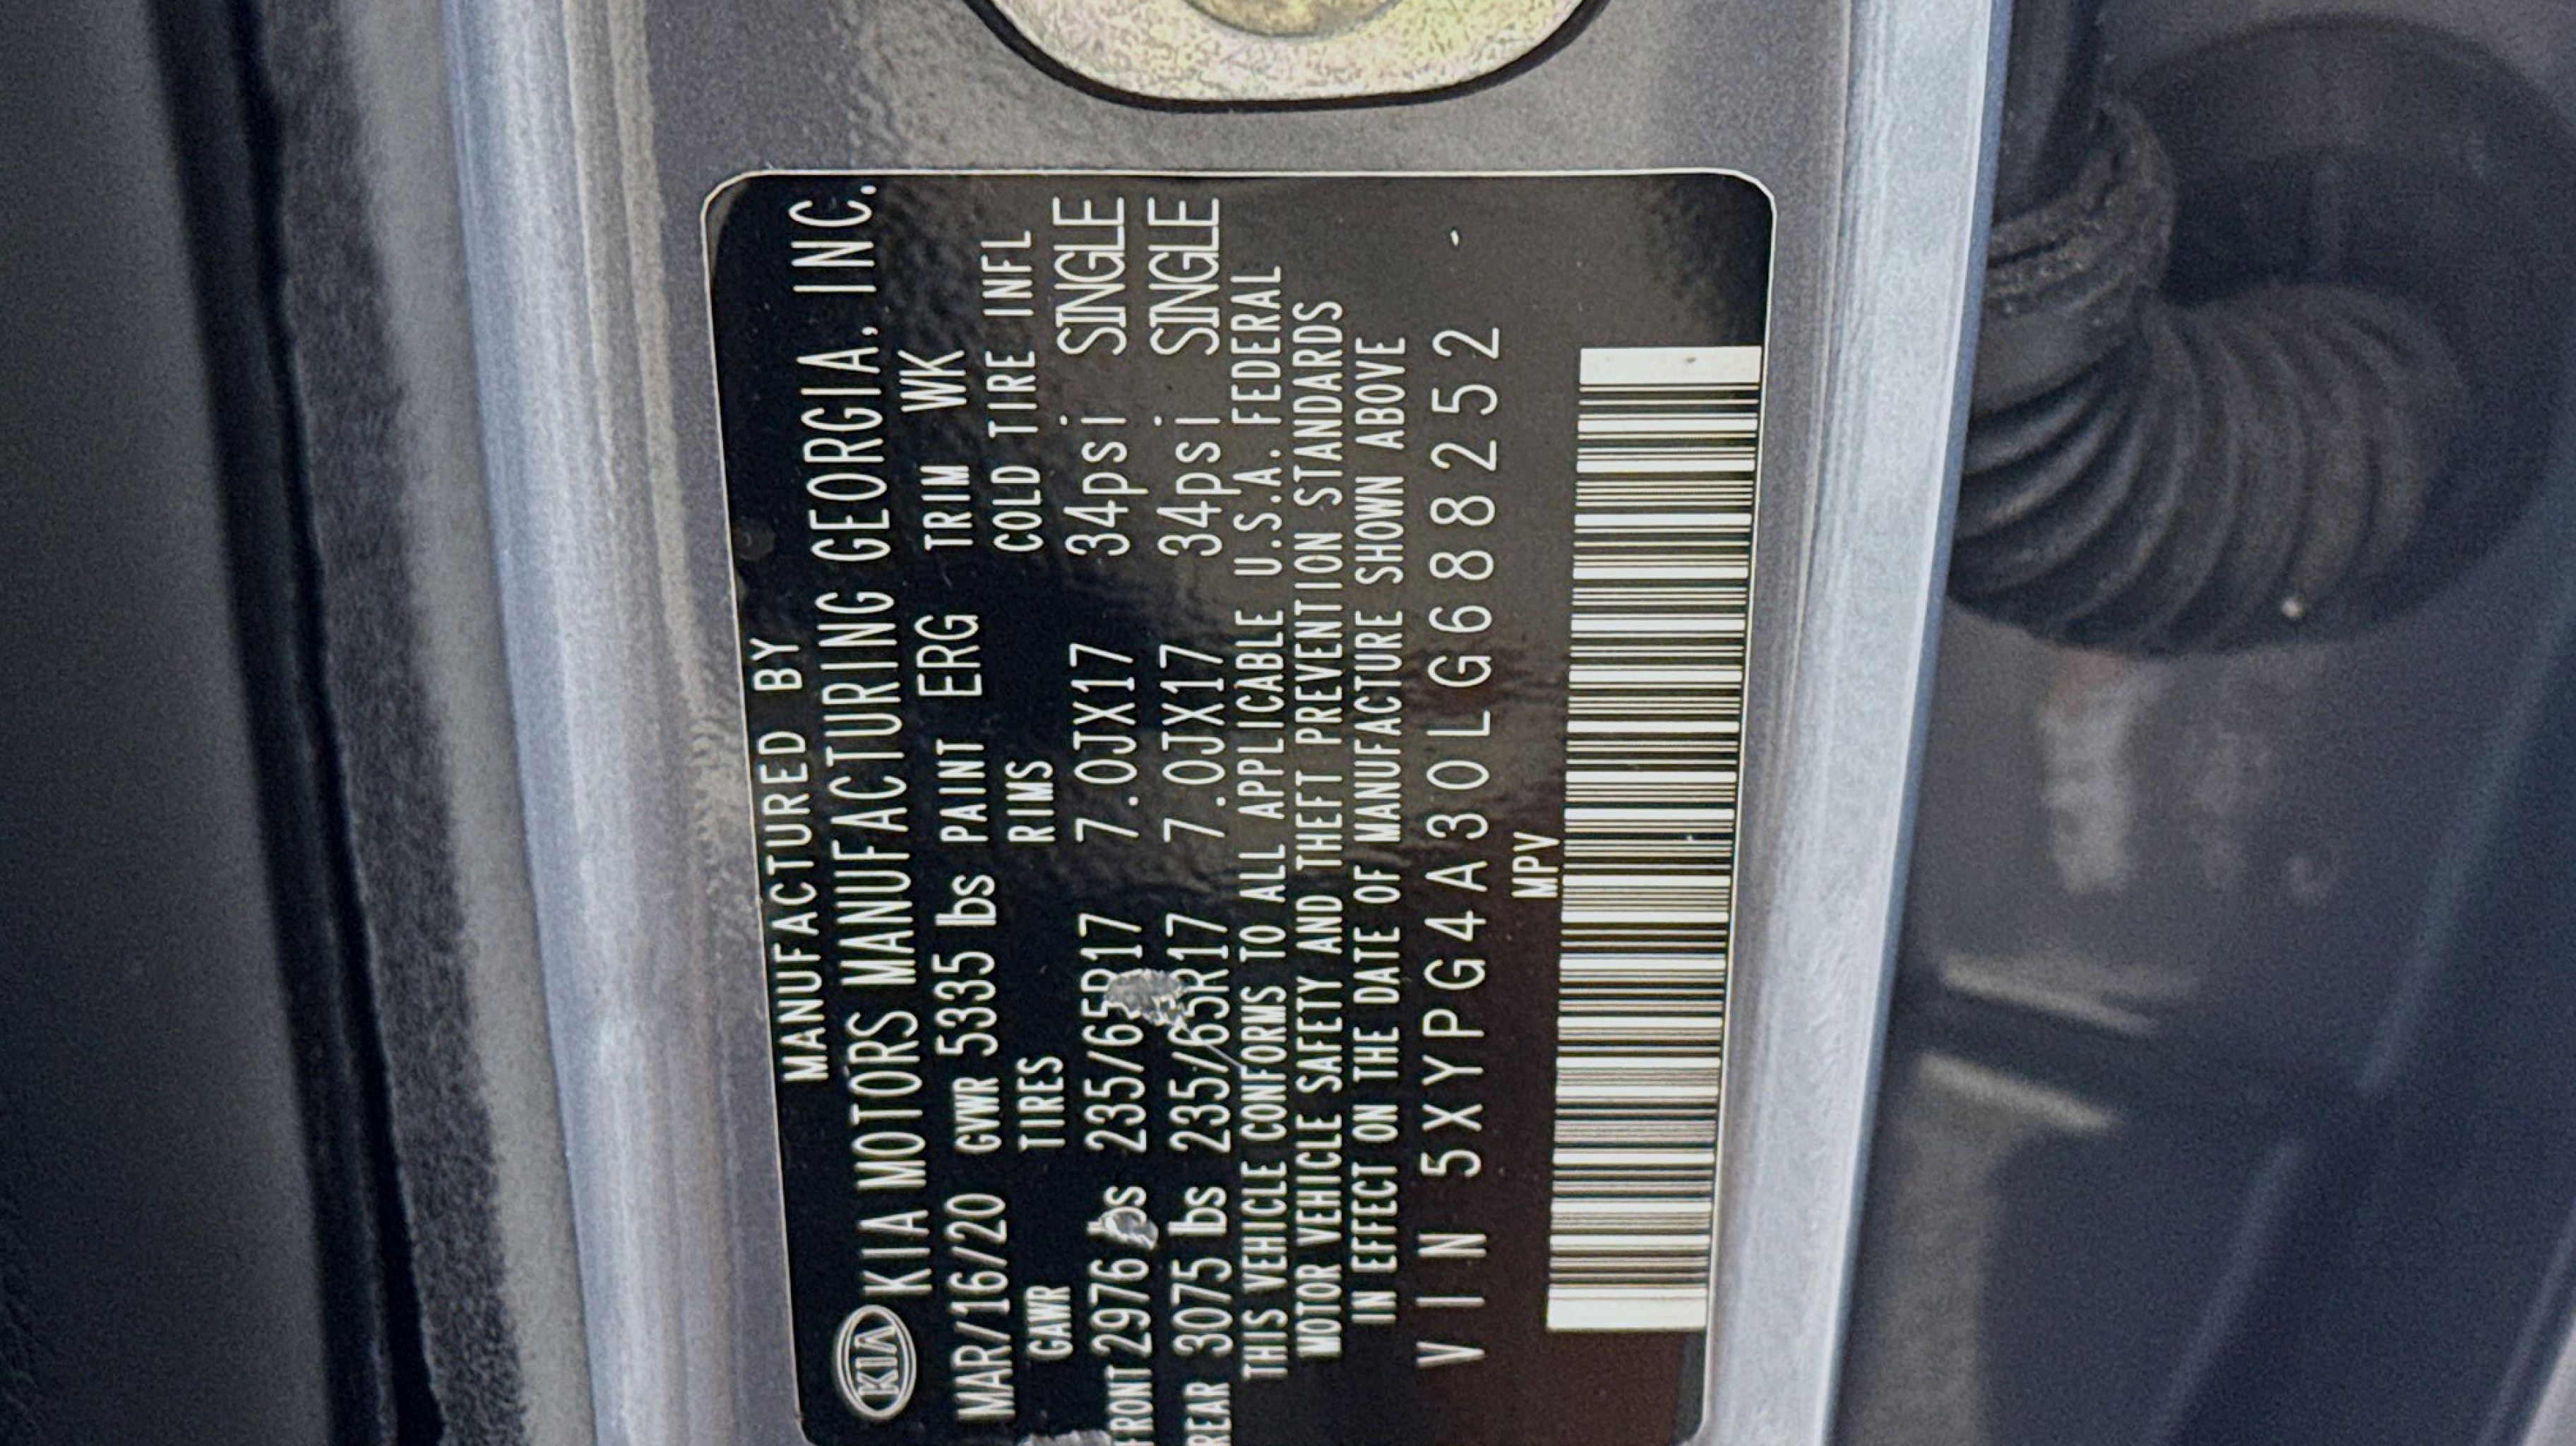 MANUFACTURED BY
KIA KIA MOTORS MANUFACTURING GEORGIA, INC.
MAR/16/20 GVWR 5335 lbs PAINT ERG TRIM WK
GAWR TIRES RIMS COLD TIRE INFL
FRONT 2976 lbs 235/65R17 7.0JX17 34psi SINGLE
REAR 3075 lbs 235/65R17 7.0JX17 34psi SINGLE
THIS VEHICLE CONFORMS TO ALL APPLICABLE U.S.A. FEDERAL
MOTOR VEHICLE SAFETY AND THEFT PREVENTION STANDARDS
IN EFFECT ON THE DATE OF MANUFACTURE SHOWN ABOVE
VIN 5XYPG4A30LG688252
MPV